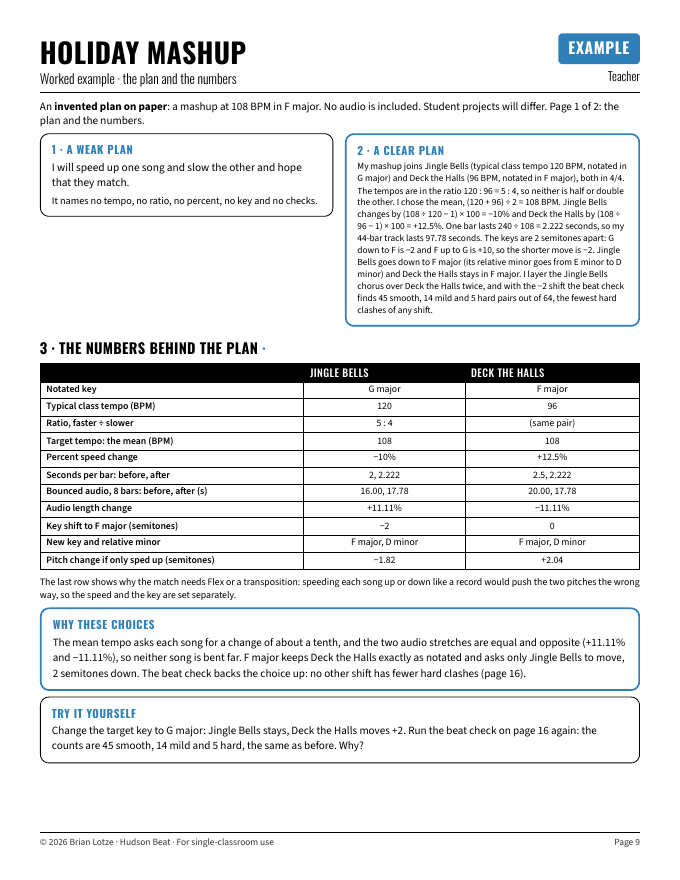 HOLIDAY MASHUP
EXAMPLE
Worked example · the plan and the numbers
Teacher
An invented plan on paper: a mashup at 108 BPM in F major. No audio is included. Student projects will differ. Page 1 of 2: the
plan and the numbers.
1 · A WEAK PLAN
I will speed up one song and slow the other and hope
that they match.
It names no tempo, no ratio, no percent, no key and no checks.
2 · A CLEAR PLAN
My mashup joins Jingle Bells (typical class tempo 120 BPM, notated in
G major) and Deck the Halls (96 BPM, notated in F major), both in 4/4.
The tempos are in the ratio 120 : 96 = 5 : 4, so neither is half or double
the other. I chose the mean, (120 + 96) ÷ 2 = 108 BPM. Jingle Bells
changes by (108 ÷ 120 − 1) × 100 = −10% and Deck the Halls by (108 ÷
96 − 1) × 100 = +12.5%. One bar lasts 240 ÷ 108 = 2.222 seconds, so my
44-bar track lasts 97.78 seconds. The keys are 2 semitones apart: G
down to F is −2 and F up to G is +10, so the shorter move is −2. Jingle
Bells goes down to F major (its relative minor goes from E minor to D
minor) and Deck the Halls stays in F major. I layer the Jingle Bells
chorus over Deck the Halls twice, and with the −2 shift the beat check
finds 45 smooth, 14 mild and 5 hard pairs out of 64, the fewest hard
clashes of any shift.
3 · THE NUMBERS BEHIND THE PLAN ·
JINGLE BELLS DECK THE HALLS
Notated key G major F major
Typical class tempo (BPM) 120 96
Ratio, faster ÷ slower 5 : 4 (same pair)
Target tempo: the mean (BPM) 108 108
Percent speed change −10% +12.5%
Seconds per bar: before, after 2, 2.222 2.5, 2.222
Bounced audio, 8 bars: before, after (s) 16.00, 17.78 20.00, 17.78
Audio length change +11.11% −11.11%
Key shift to F major (semitones) −2 0
New key and relative minor F major, D minor F major, D minor
Pitch change if only sped up (semitones) −1.82 +2.04
The last row shows why the match needs Flex or a transposition: speeding each song up or down like a record would push the two pitches the wrong
way, so the speed and the key are set separately.
WHY THESE CHOICES
The mean tempo asks each song for a change of about a tenth, and the two audio stretches are equal and opposite (+11.11%
and −11.11%), so neither song is bent far. F major keeps Deck the Halls exactly as notated and asks only Jingle Bells to move,
2 semitones down. The beat check backs the choice up: no other shift has fewer hard clashes (page 16).
TRY IT YOURSELF
Change the target key to G major: Jingle Bells stays, Deck the Halls moves +2. Run the beat check on page 16 again: the
counts are 45 smooth, 14 mild and 5 hard, the same as before. Why?
© 2026 Brian Lotze · Hudson Beat · For single-classroom use
Page 9